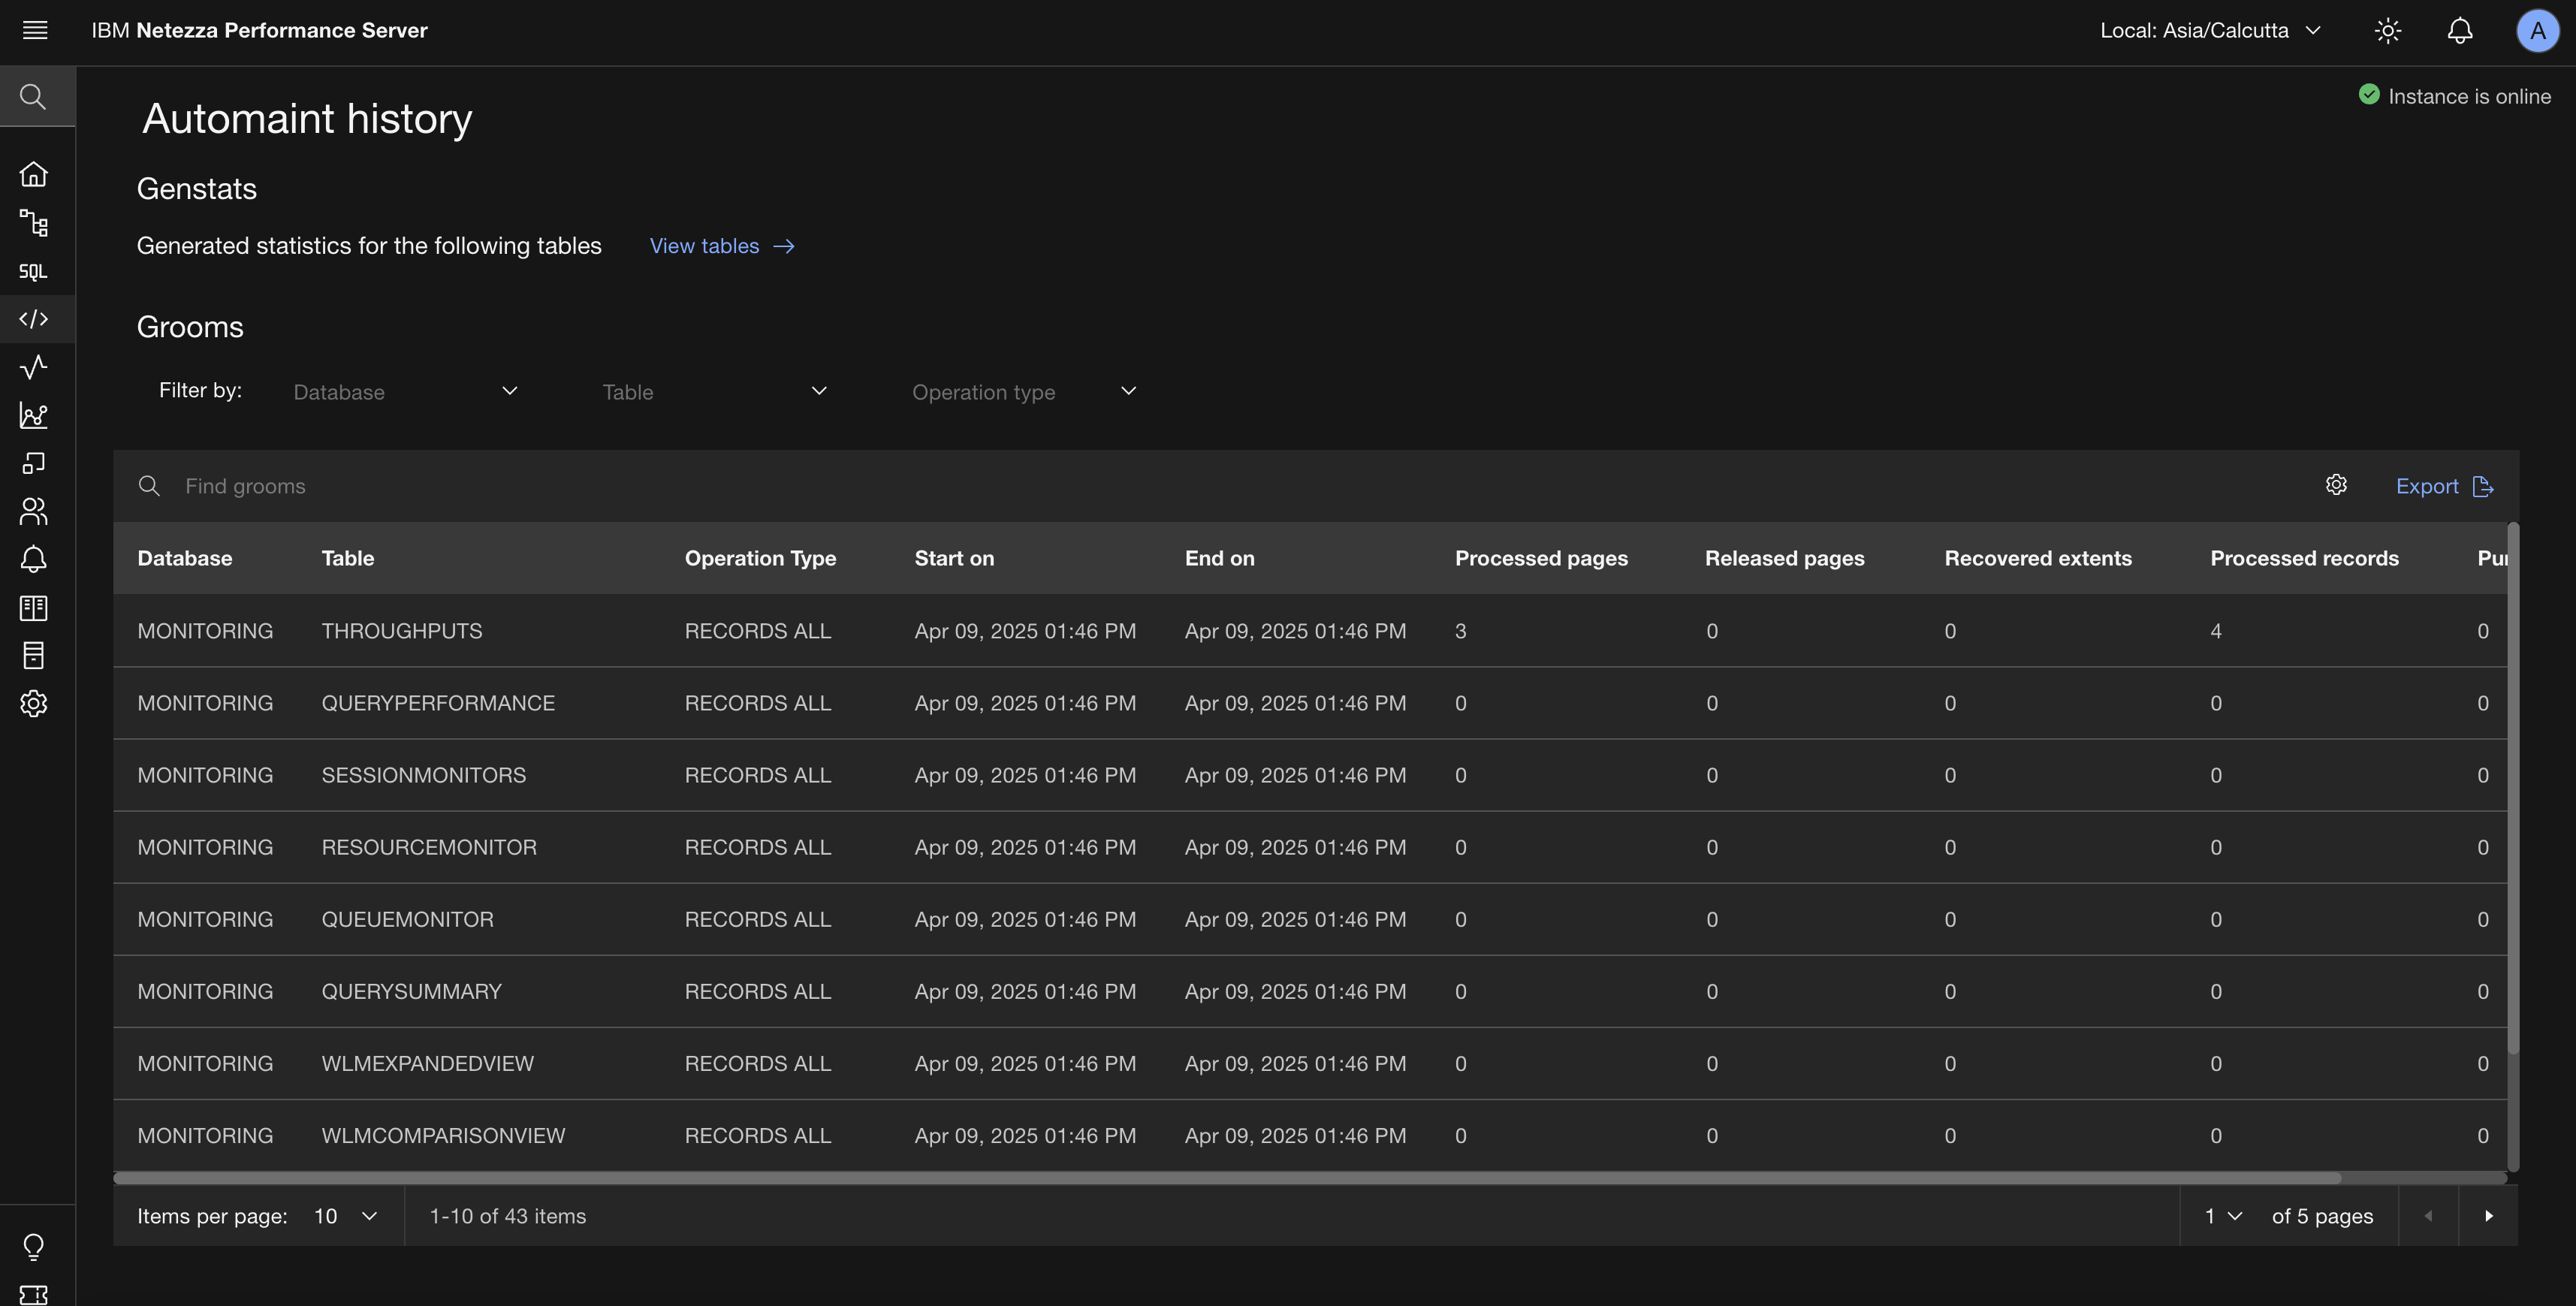 IBM Netezza Performance Server
Local: Asia/Calcutta
A
Instance is online
Automaint history
Genstats
Generated statistics for the following tables View tables
SQL
Grooms
Filter by: Database Table Operation type
Find grooms Export
Database Table Operation Type Start on End on Processed pages Released pages Recovered extents Processed records
MONITORING THROUGHPUTS RECORDS ALL Apr 09, 2025 01:46 PM Apr 09, 2025 01:46 PM 3 0 0 4 0
MONITORING QUERYPERFORMANCE RECORDS ALL Apr 09, 2025 01:46 PM Apr 09, 2025 01:46 PM 0 0 0 0 0
MONITORING SESSIONMONITORS RECORDS ALL Apr 09, 2025 01:46 PM Apr 09, 2025 01:46 PM 0 0 0 0 0
MONITORING RESOURCEMONITOR RECORDS ALL Apr 09, 2025 01:46 PM Apr 09, 2025 01:46 PM 0 0 0 0 0
MONITORING QUEUEMONITOR RECORDS ALL Apr 09, 2025 01:46 PM Apr 09, 2025 01:46 PM 0 0 0 0 0
MONITORING QUERYSUMMARY RECORDS ALL Apr 09, 2025 01:46 PM Apr 09, 2025 01:46 PM 0 0 0 0 0
MONITORING WLMEXPANDEDVIEW RECORDS ALL Apr 09, 2025 01:46 PM Apr 09, 2025 01:46 PM 0 0 0 0 0
MONITORING WLMCOMPARISONVIEW RECORDS ALL Apr 09, 2025 01:46 PM Apr 09, 2025 01:46 PM 0 0 0 0 0
Items per page: 10 1-10 of 43 items 1 of 5 pages